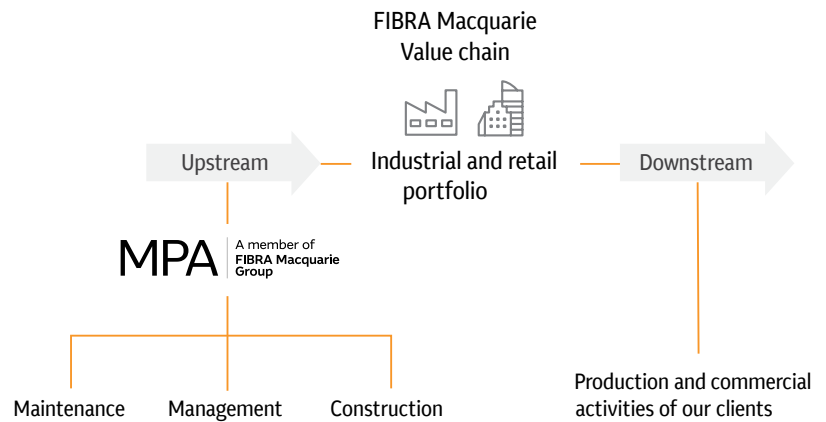 FIBRA Macquarie
Value chain
Upstream
Industrial and retail
portfolio
Downstream
MPA
A member of
FIBRA Macquarie
Group
Maintenance
Management
Construction
Production and commercial
activities of our clients